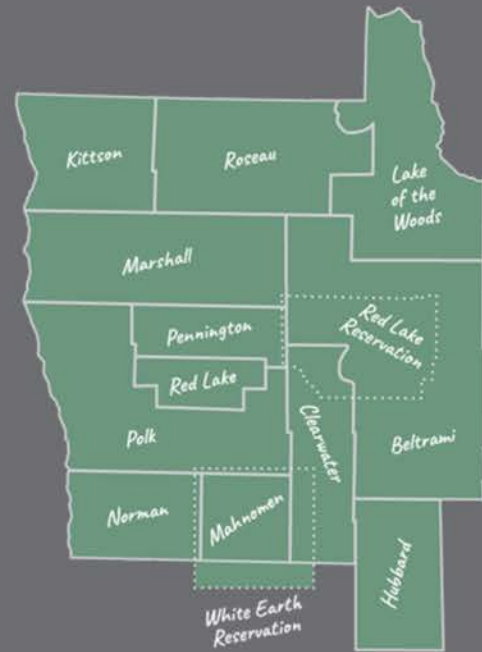 Kittson
Roseau
Lake
of the
Woods
Marshall
Pennington
Red Lake
Reservation
Red Lake
Clearwater
Polk
Beltrami
Norman
Mahnomen
Hubbard
White Earth
Reservation